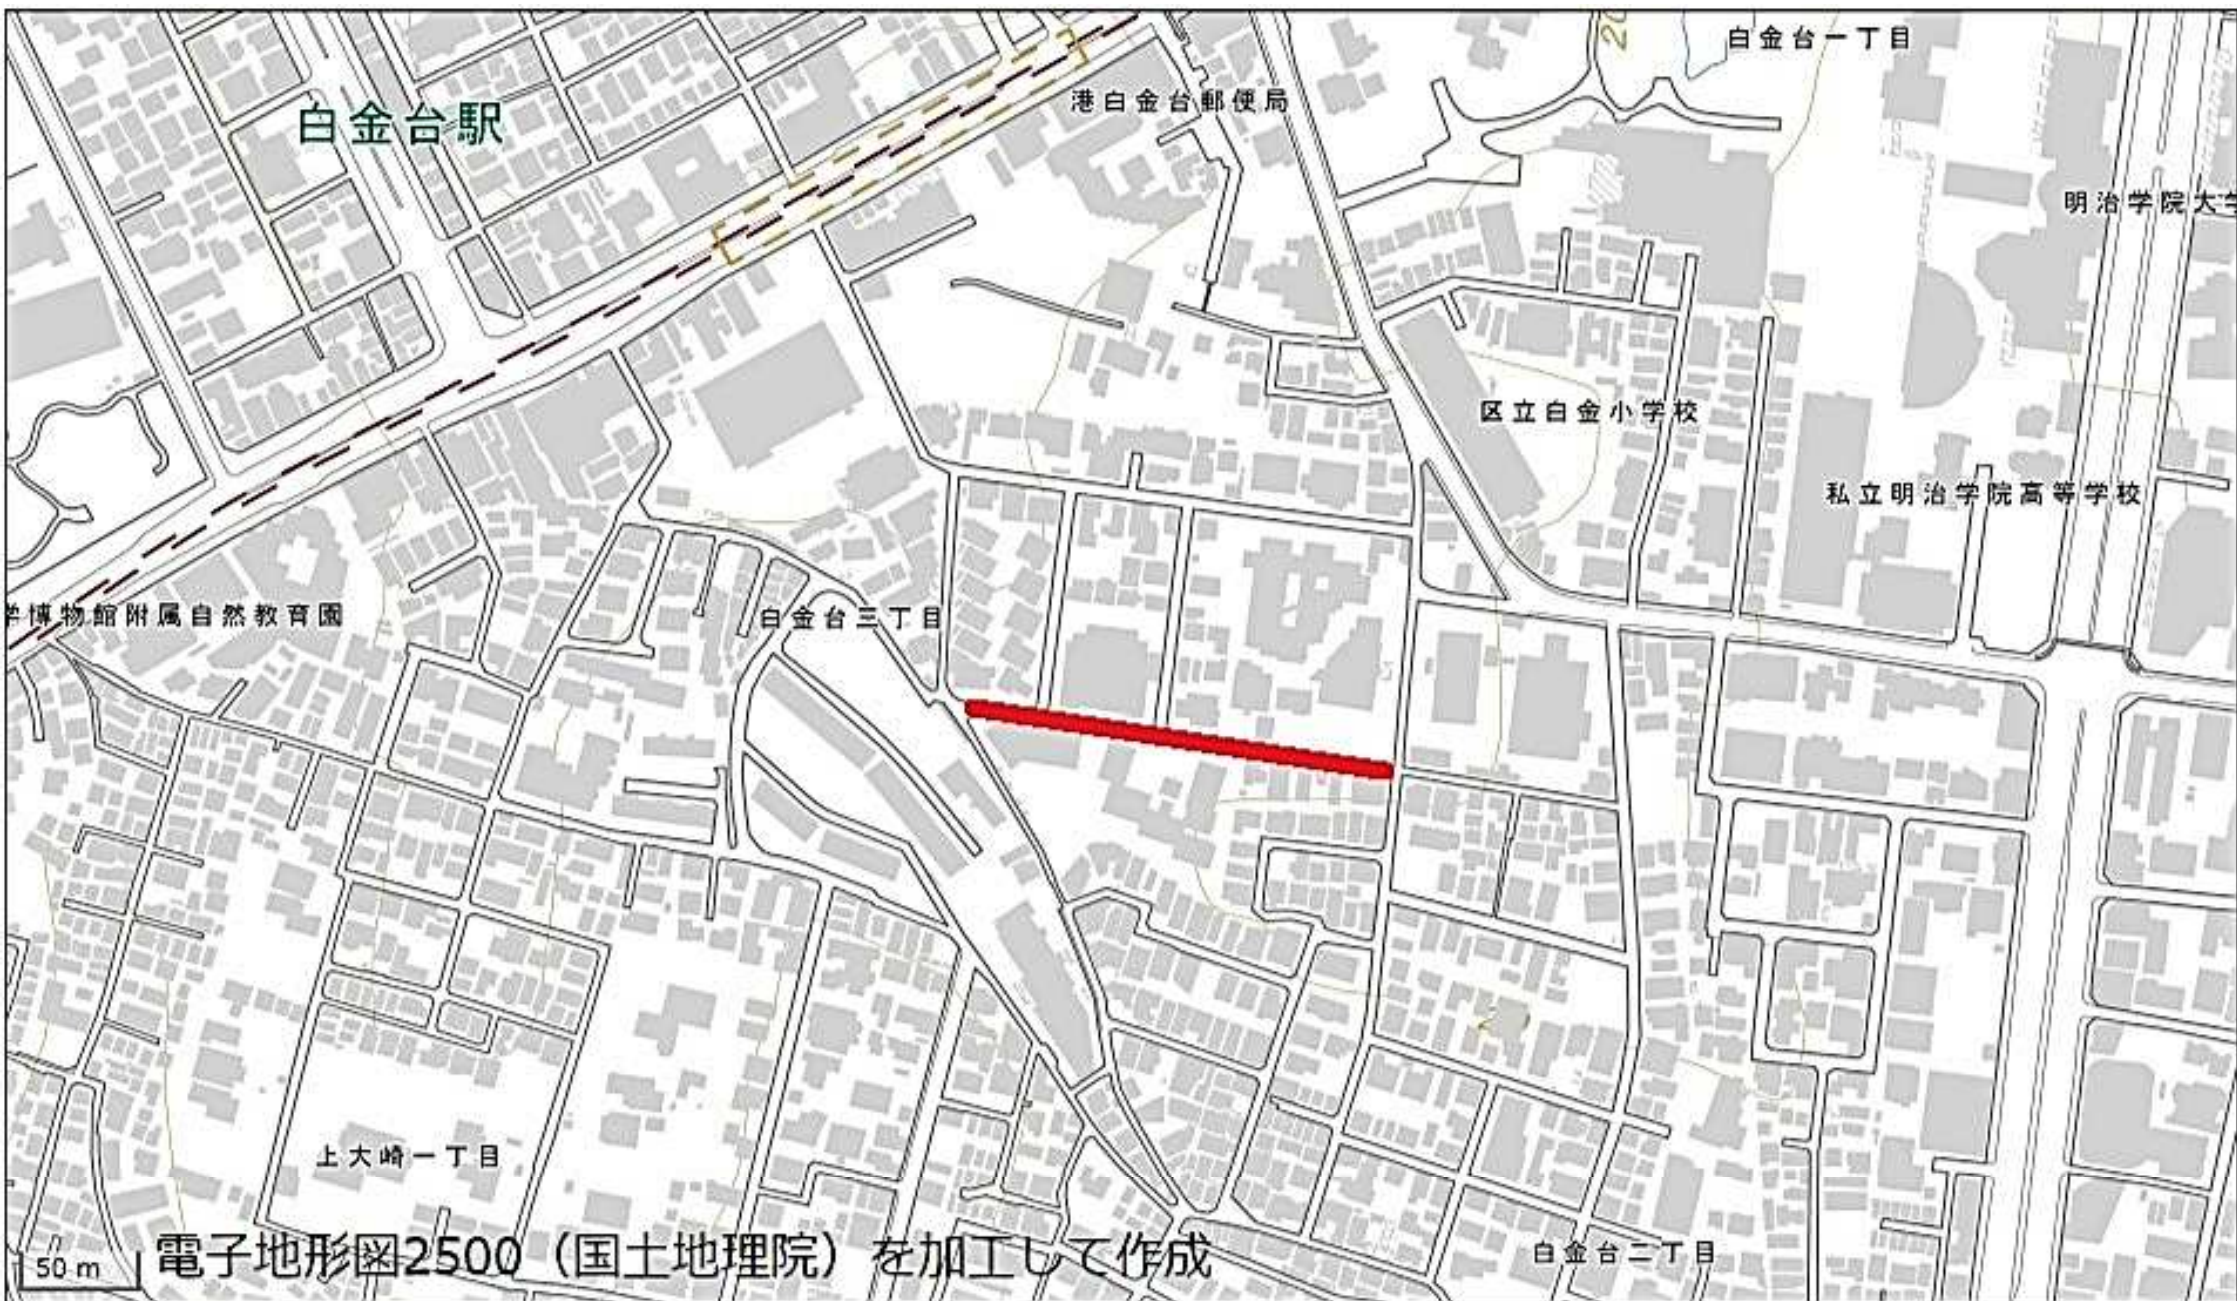 白金台一丁目
港白金台郵便局
白金台駅
明治学院大学
区立白金小学校
私立明治学院高等学校
学博物館附属自然教育園
白金台三丁目
上大崎一丁目
白金台二丁目
50 m
電子地形図2500（国土地理院）を加工して作成